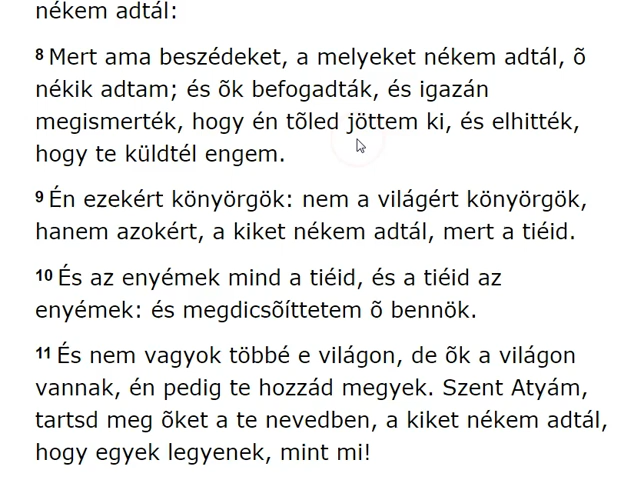 nékem adtál:
8 Mert ama beszédeket, a melyeket nékem adtál, õ
nékik adtam; és õk befogadták, és igazán
megismerték, hogy én tõled jöttem ki, és elhitték,
hogy te küldtél engem.
9 Én ezekért könyörgök: nem a világért könyörgök,
hanem azokért, a kiket nékem adtál, mert a tiéid.
10 És az enyémek mind a tiéid, és a tiéid az
enyémek: és megdicsõíttetem õ bennök.
11 És nem vagyok többé e világon, de õk a világon
vannak, én pedig te hozzád megyek. Szent Atyám,
tartsd meg õket a te nevedben, a kiket nékem adtál,
hogy egyek legyenek, mint mi!